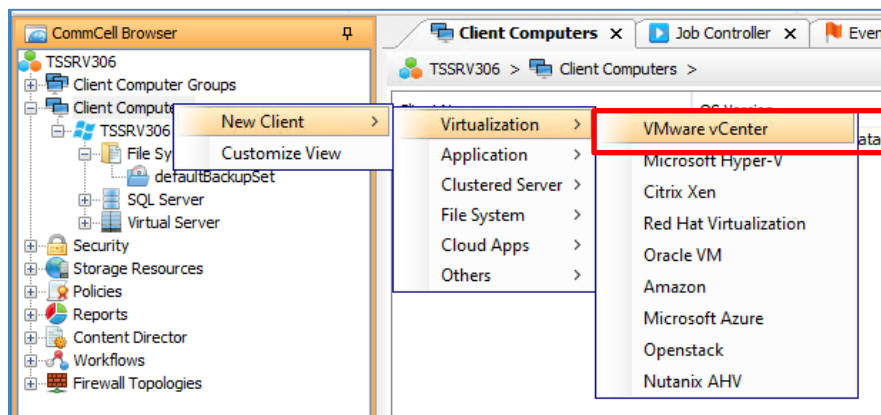 CommCell Browser
TSSRV306
Client Computer Groups
Client Compute
TSSRV306
File Sy
defaultBackupSet
SQL Server
Virtual Server
Security
Storage Resources
Policies
Reports
Content Director
Workflows
Firewall Topologies
New Client >
Customize View
Client Computers x Job Controller x Even
TSSRV306 > Client Computers >
Virtualization >
Application >
Clustered Server >
File System >
Cloud Apps >
Others >
VMware vCenter
Microsoft Hyper-V
Citrix Xen
Red Hat Virtualization
Oracle VM
Amazon
Microsoft Azure
Openstack
Nutanix AHV
ata